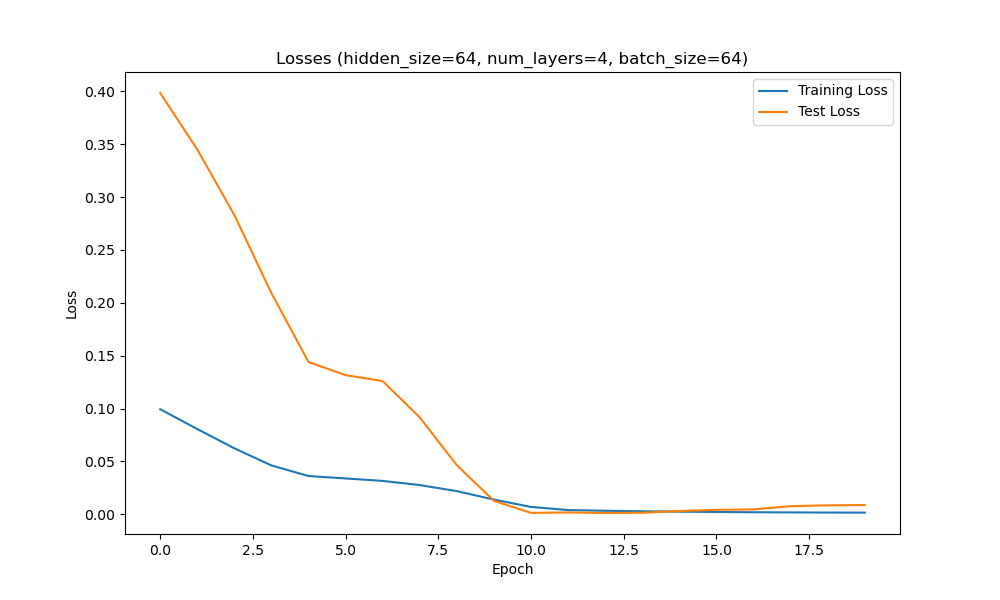 Losses (hidden_size=64, num_layers=4, batch_size=64)
Training Loss
Test Loss
0.40
0.35
0.30
0.25
0.20
0.15
0.10
0.05
0.00
Loss
0.0 2.5 5.0 7.5 10.0 12.5 15.0 17.5
Epoch